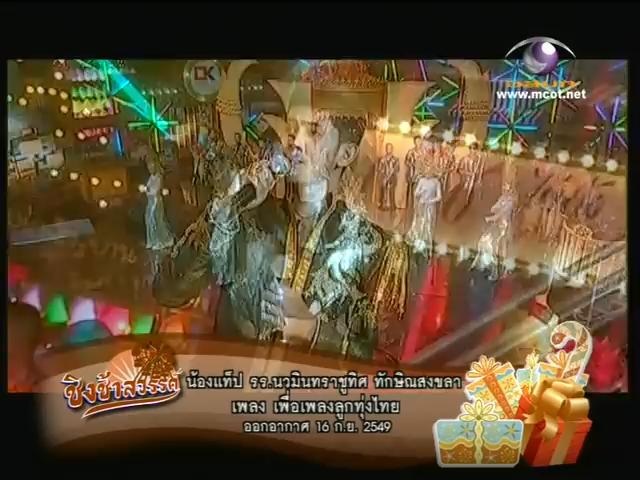 CK
www.mcot.net
ชิงช้าสวรรค์
น้องแท็ป รร.นวมินทราชูทิศ ทักษิณสงขลา
เพลง เพื่อเพลงลูกทุ่งไทย
ออกอากาศ 16 ก.ย. 2549